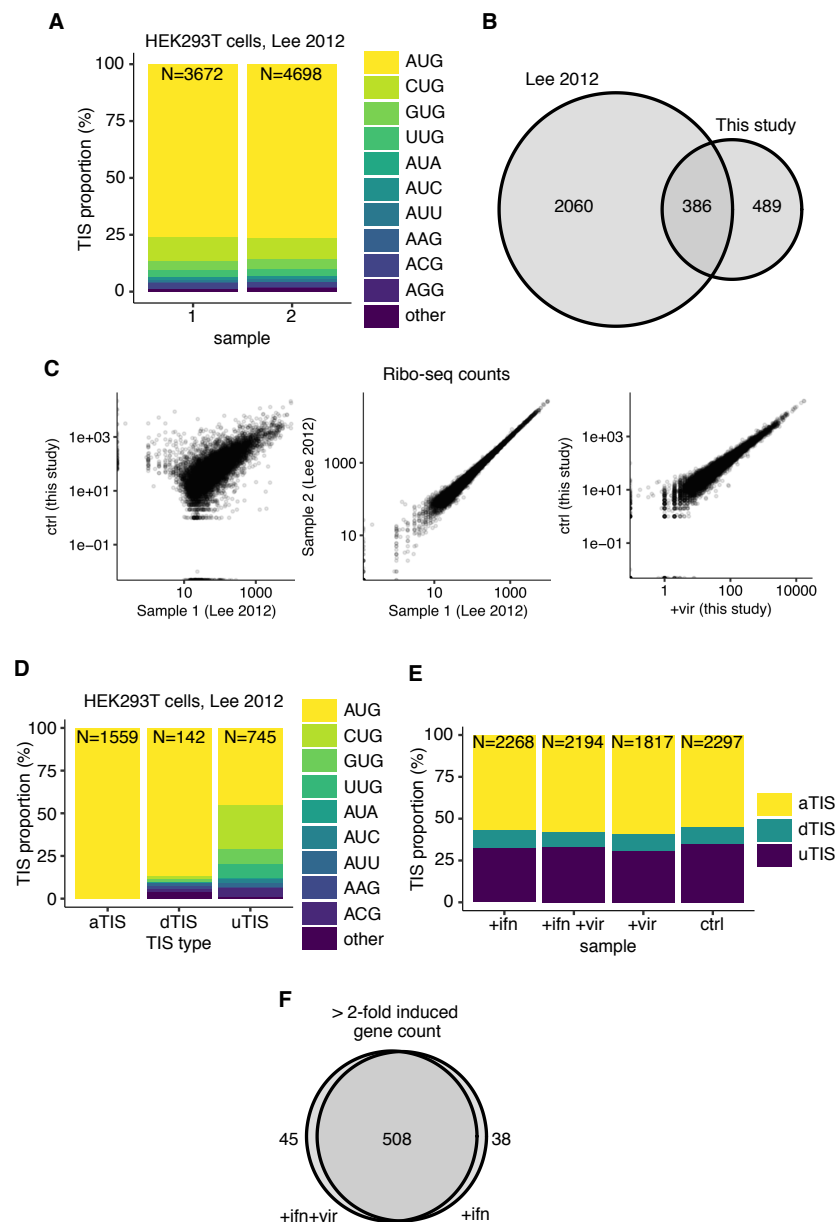 A
HEK293T cells, Lee 2012
TIS proportion (%)
100
75
50
25
0
N=3672
N=4698
1
2
sample
AUG
CUG
GUG
UUG
AUA
AUC
AUU
AAG
ACG
AGG
other
B
Lee 2012
This study
2060
386
489
C
Ribo-seq counts
ctrl (this study)
1e+03
1e+01
1e−01
10
1000
Sample 1 (Lee 2012)
Sample 2 (Lee 2012)
1000
10
10
1000
Sample 1 (Lee 2012)
ctrl (this study)
1e+03
1e+01
1e−01
1
100
10000
+vir (this study)
D
HEK293T cells, Lee 2012
TIS proportion (%)
100
75
50
25
0
N=1559
N=142
N=745
aTIS
dTIS
uTIS
TIS type
AUG
CUG
GUG
UUG
AUA
AUC
AUU
AAG
ACG
other
E
TIS proportion (%)
100
75
50
25
0
N=2268
N=2194
N=1817
N=2297
+ifn
+ifn +vir
+vir
ctrl
sample
aTIS
dTIS
uTIS
F
> 2-fold induced
gene count
45
508
38
+ifn+vir
+ifn